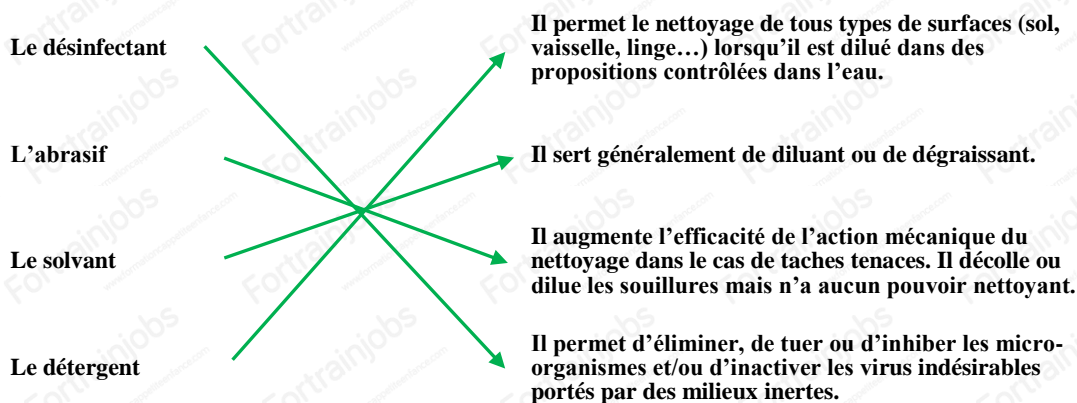 Le désinfectant
Il permet le nettoyage de tous types de surfaces (sol,
vaisselle, linge…) lorsqu'il est dilué dans des
propositions contrôlées dans l'eau.
L'abrasif
Il sert généralement de diluant ou de dégraissant.
Le solvant
Il augmente l'efficacité de l'action mécanique du
nettoyage dans le cas de taches tenaces. Il décolle ou
dilue les souillures mais n'a aucun pouvoir nettoyant.
Le détergent
Il permet d'éliminer, de tuer ou d'inhiber les micro-
organismes et/ou d'inactiver les virus indésirables
portés par des milieux inertes.
Fortrainjobs